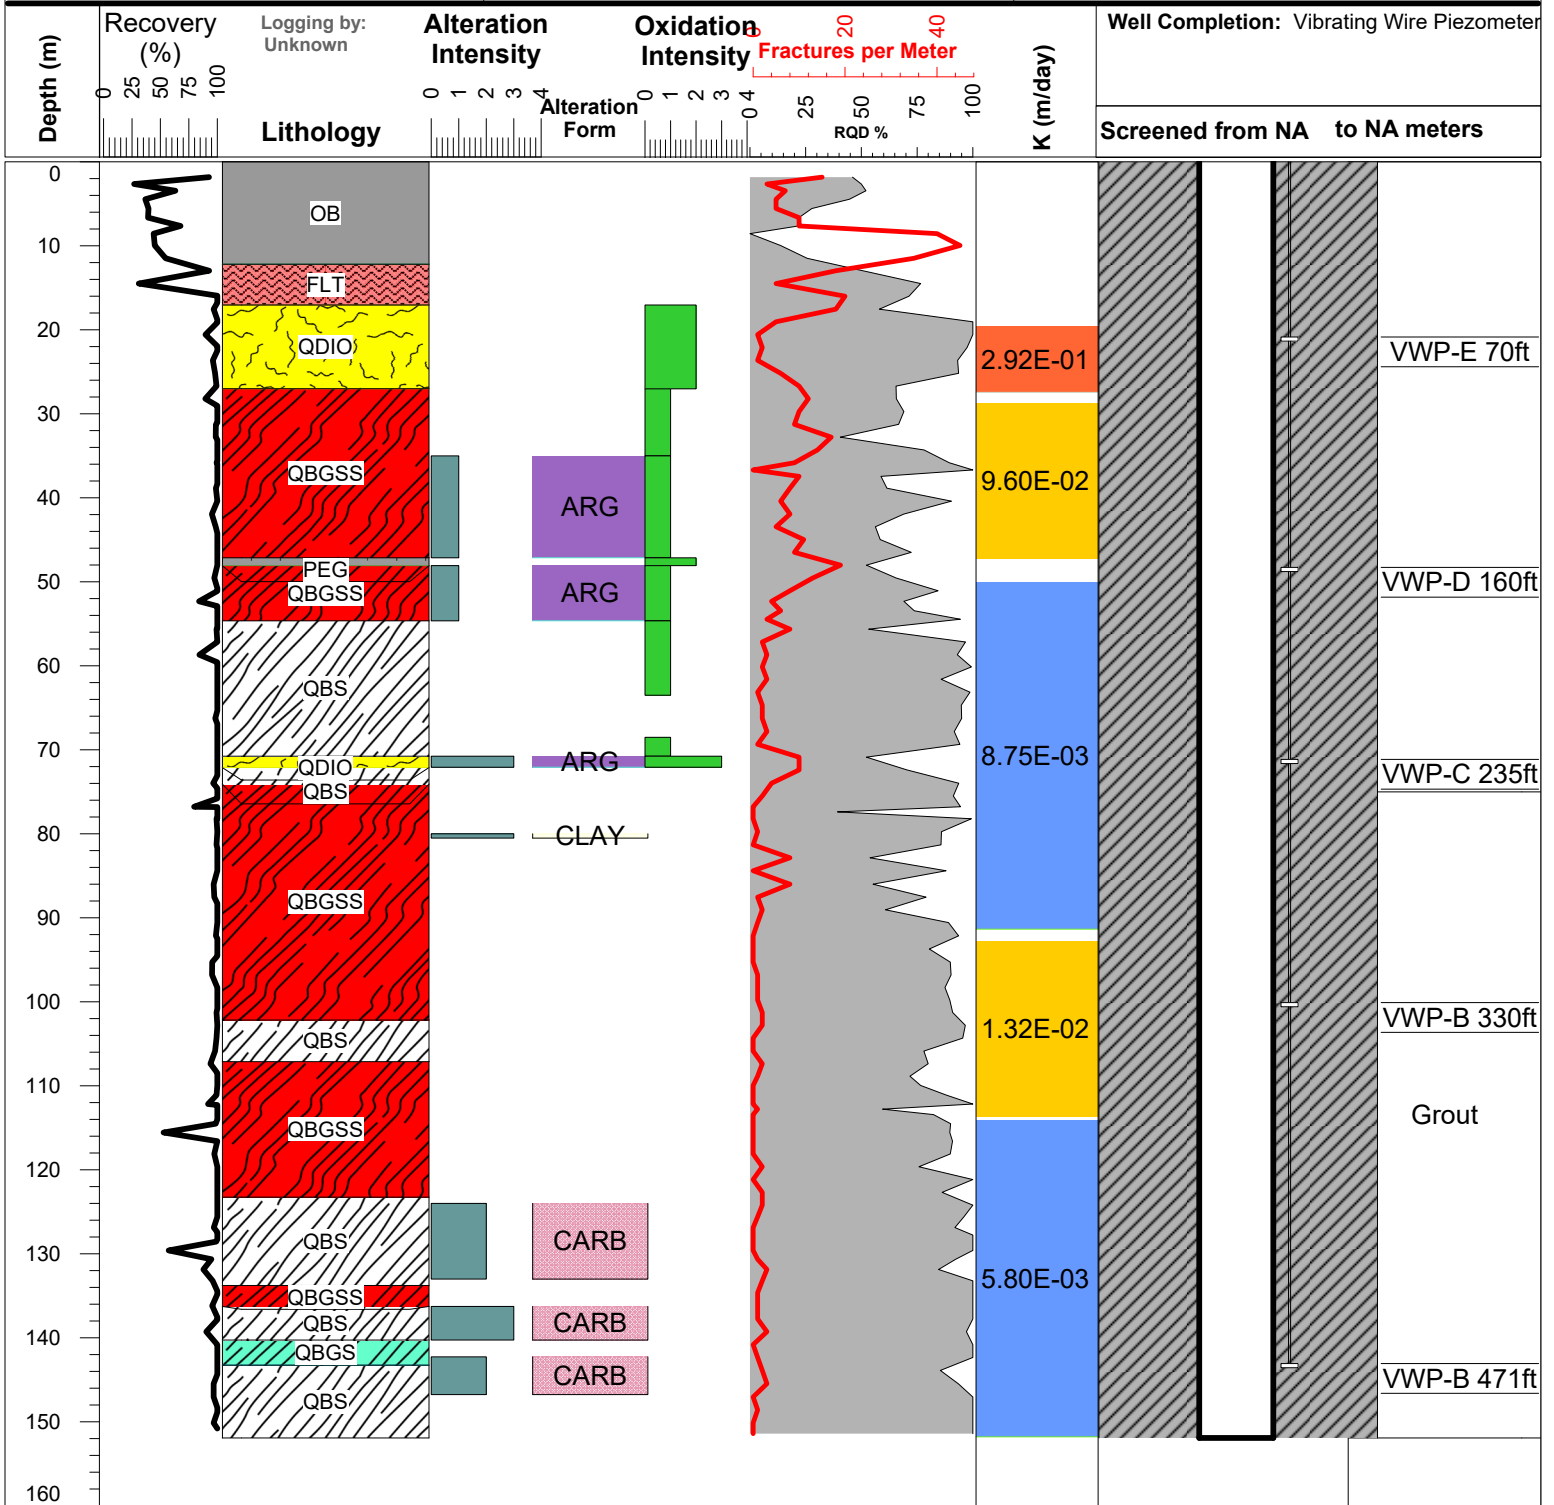 Depth (m)
Recovery
(%)
0 25 50 75 100
Logging by:
Unknown
Lithology
Alteration
Intensity
0 1 2 3 4
Alteration
Form
Oxidation
Intensity
0 1 2 3 4
0 20 40
Fractures per Meter
0 25 50 75 100
RQD %
K (m/day)
Well Completion: Vibrating Wire Piezometer
Screened from NA to NA meters
0
OB
10
FLT
20
QDIO
2.92E-01
VWP-E 70ft
30
QBGSS
9.60E-02
40
ARG
PEG
50
QBGSS
ARG
VWP-D 160ft
60
QBS
70
QDIO
ARG
8.75E-03
VWP-C 235ft
QBS
80
CLAY
90
QBGSS
100
1.32E-02
VWP-B 330ft
QBS
110
QBGSS
Grout
120
130
QBS
CARB
5.80E-03
QBGSS
QBS
CARB
140
QBGS
CARB
VWP-B 471ft
QBS
150
160